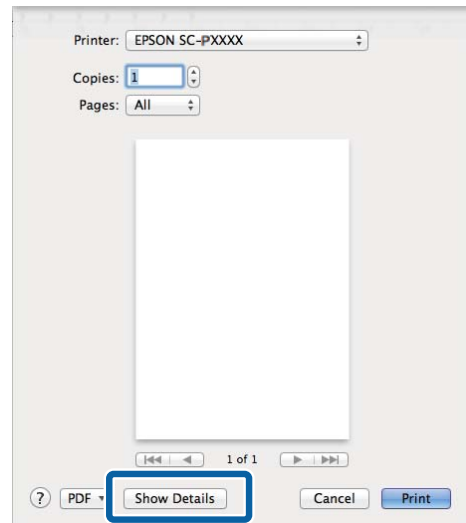 Printer: EPSON SC-PXXXX
Copies: 1
Pages: All
1 of 1
? PDF Show Details Cancel Print